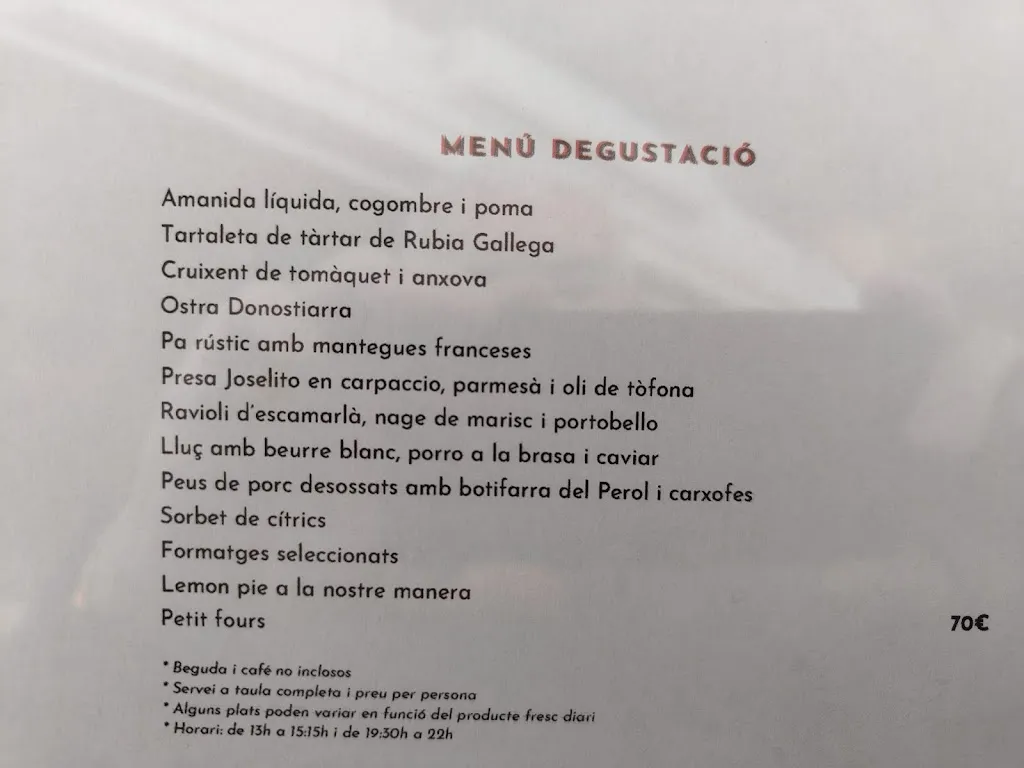 MENÚ DEGUSTACIÓ
Amanida líquida, cogombre i poma
Tartaleta de tàrtar de Rubia Gallega
Cruixent de tomàquet i anxova
Ostra Donostiarra
Pa rústic amb mantegues franceses
Presa Joselito en carpaccio, parmesà i oli de tòfona
Ravioli d'escamarlà, nage de marisc i portobello
Lluç amb beurre blanc, porro a la brasa i caviar
Peus de porc desossats amb botifarra del Perol i carxofes
Sorbet de cítrics
Formatges seleccionats
Lemon pie a la nostre manera
Petit fours 70€
* Beguda i café no inclosos
* Servei a taula completa i preu per persona
* Alguns plats poden variar en funció del producte fresc diari
* Horari: de 13h a 15:15h i de 19:30h a 22h